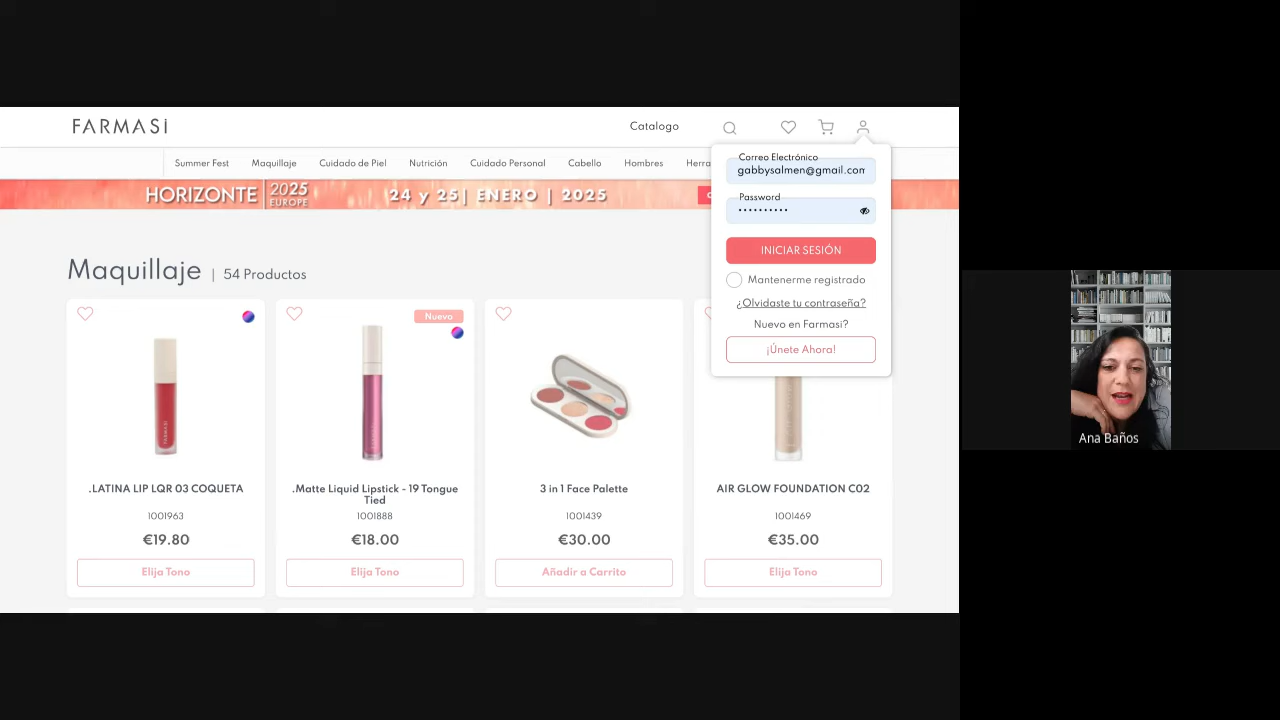 FARMASi
Catalogo
Summer Fest Maquillaje Cuidado de Piel Nutrición Cuidado Personal Cabello Hombres Herra
HORIZONTE 2025 EUROPE 24 y 25| ENERO | 2025
Correo Electrónico
gabbysalmen@gmail.com
Password
INICIAR SESIÓN
Mantenerme registrado
¿Olvidaste tu contraseña?
Nuevo en Farmasi?
¡Únete Ahora!
Maquillaje | 54 Productos
Nuevo
.LATINA LIP LQR 03 COQUETA
1001963
€19.80
Elija Tono
.Matte Liquid Lipstick - 19 Tongue
Tied
1001888
€18.00
Elija Tono
3 in 1 Face Palette
1001439
€30.00
Añadir a Carrito
AIR GLOW FOUNDATION C02
1001469
€35.00
Elija Tono
Ana Baños